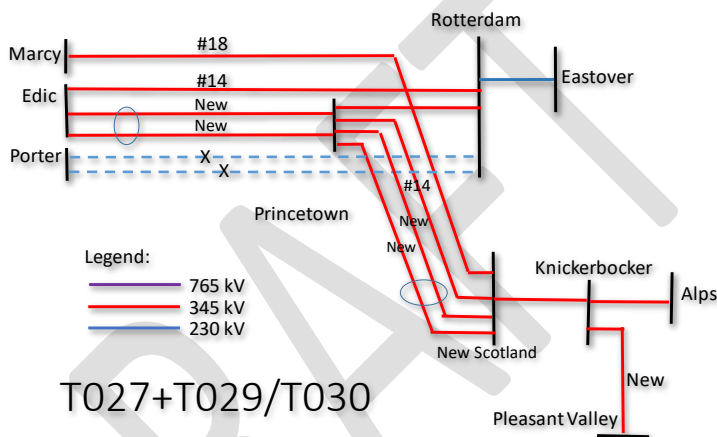 Rotterdam
#18
Marcy
Eastover
#14
Edic
New
New
Porter
X
X
#14
Princetown
New
New
Legend:
Knickerbocker
765 kV
Alps
345 kV
230 kV
New Scotland
New
T027+T029/T030
Pleasant Valley
DRAFT